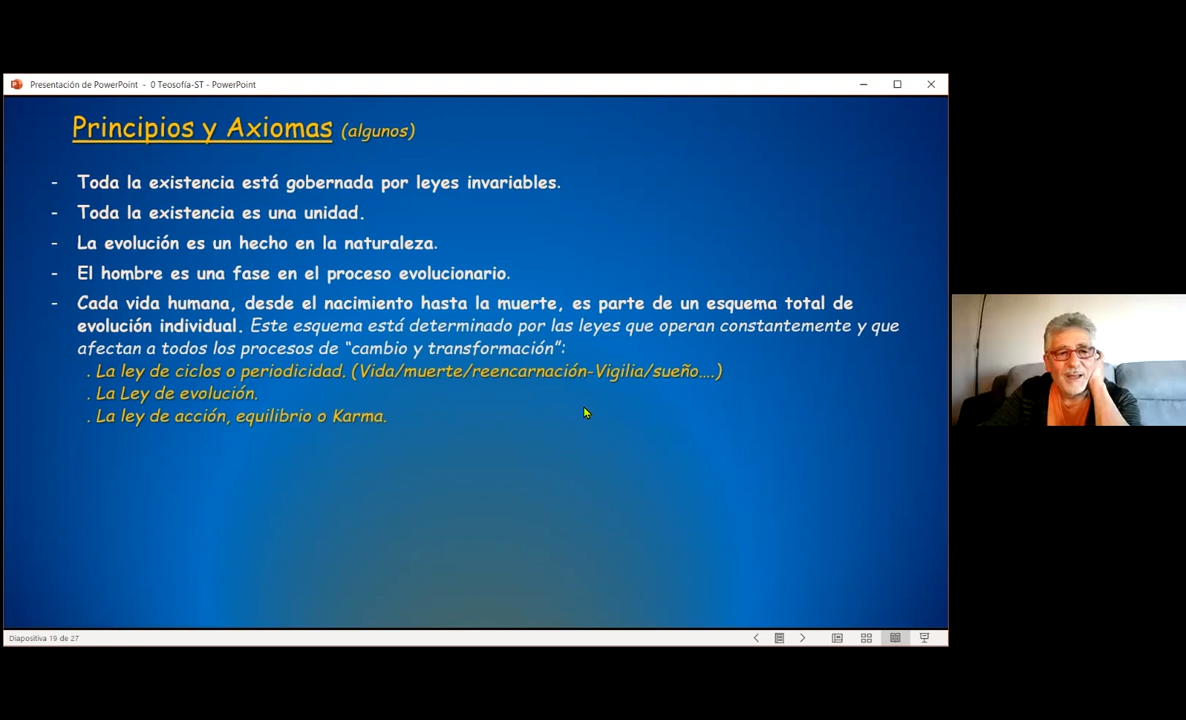 Presentación de PowerPoint - 0 Teosofía-ST - PowerPoint
Principios y Axiomas (algunos)
- Toda la existencia está gobernada por leyes invariables.
- Toda la existencia es una unidad.
- La evolución es un hecho en la naturaleza.
- El hombre es una fase en el proceso evolucionario.
- Cada vida humana, desde el nacimiento hasta la muerte, es parte de un esquema total de
evolución individual. Este esquema está determinado por las leyes que operan constantemente y que
afectan a todos los procesos de “cambio y transformación”:
. La ley de ciclos o periodicidad. (Vida/muerte/reencarnación-Vigilia/sueño....)
. La Ley de evolución.
. La ley de acción, equilibrio o Karma.
Diapositiva 19 de 27